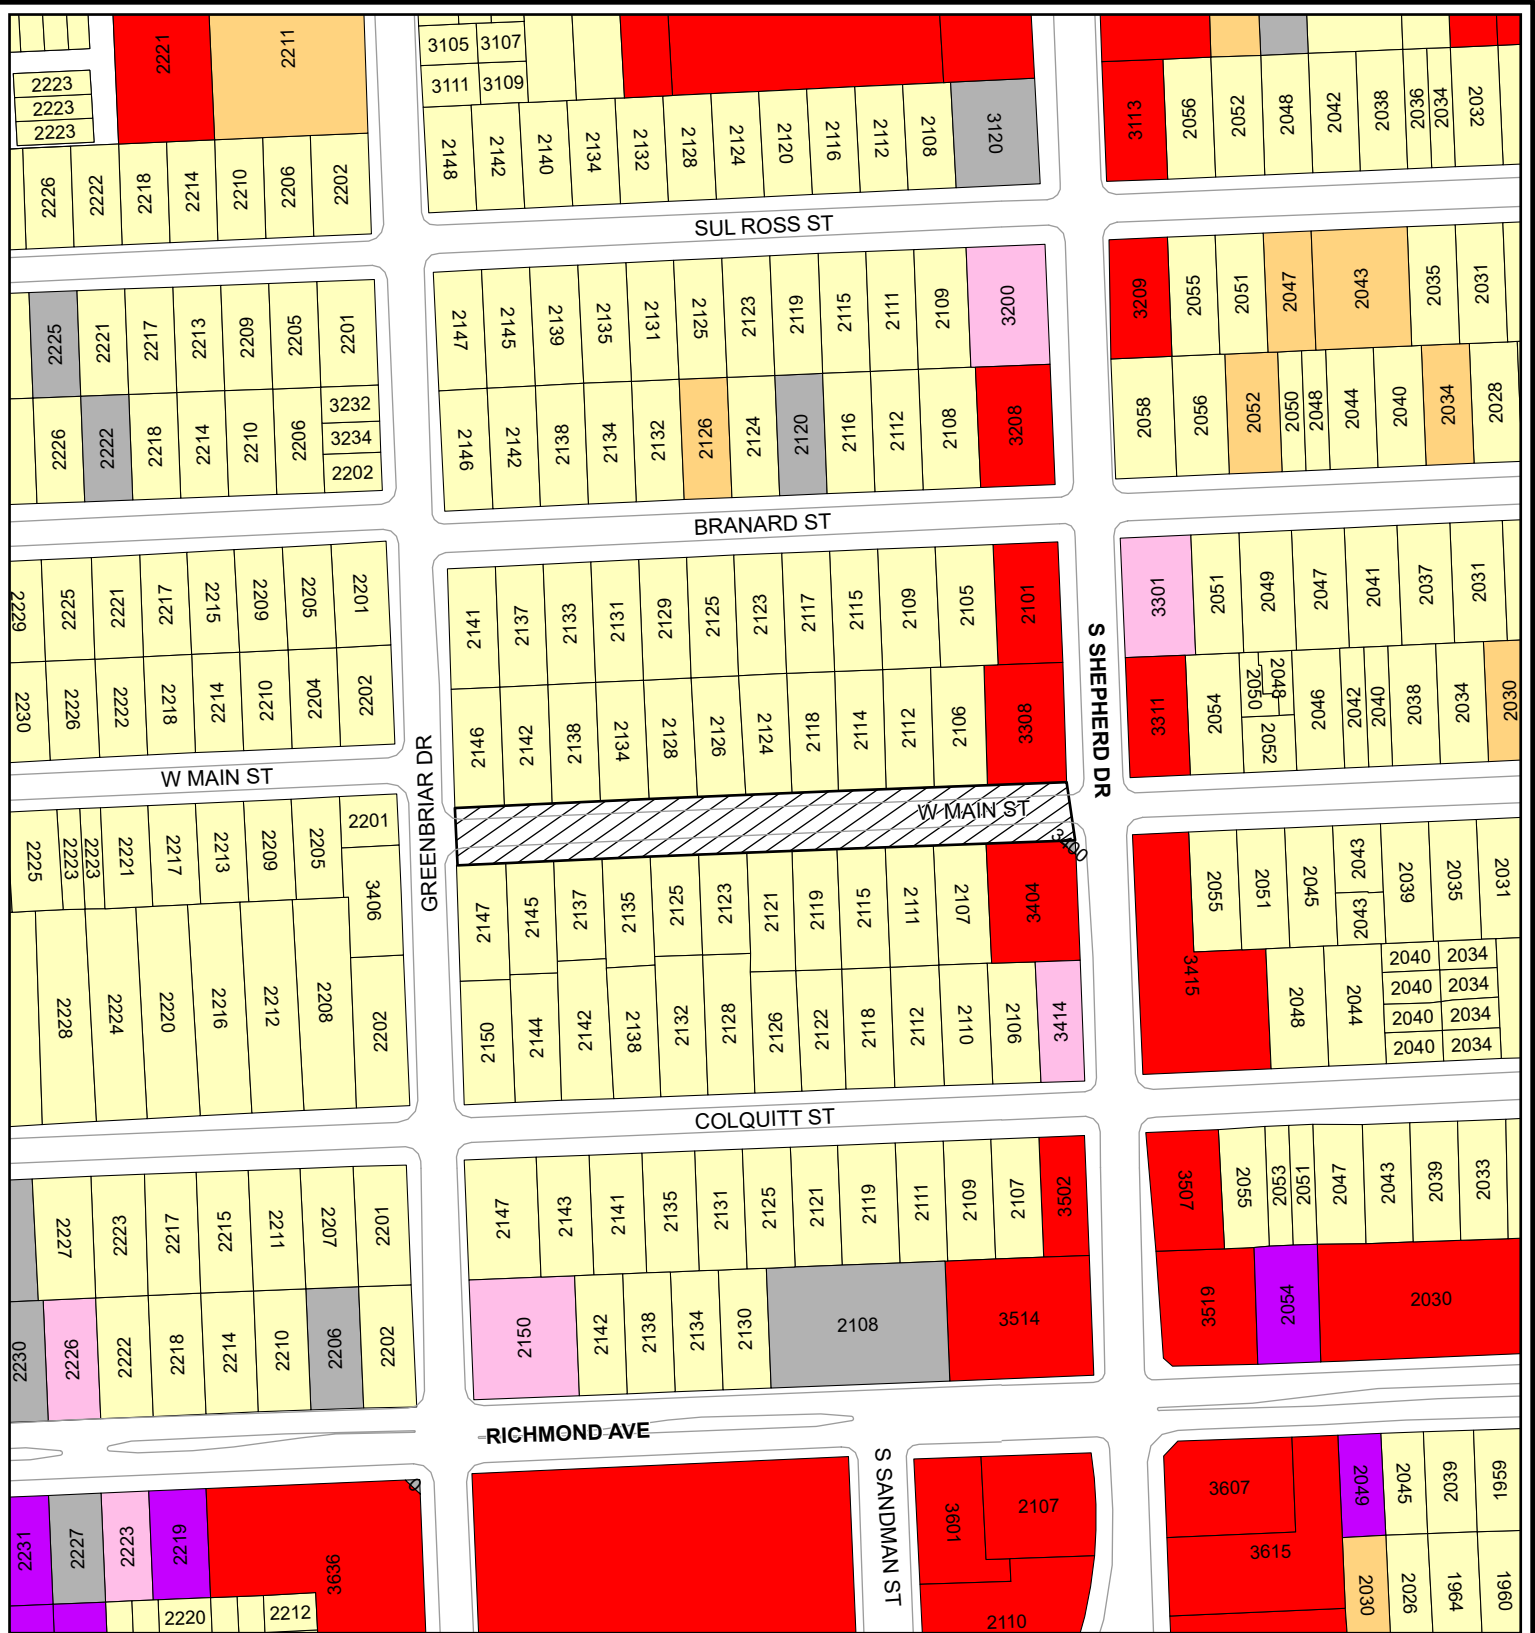 2221
2211
3105 3107
3111 3109
2223
2223
2223
2148 2142 2140 2134 2132 2128 2124 2120 2116 2112 2108 3120
3113 2056 2052 2048 2042 2038 2036 2034 2032
2226 2222 2218 2214 2210 2206 2202
SUL ROSS ST
2225 2221 2217 2213 2209 2205 2201
2147 2145 2139 2135 2131 2125 2123 2119 2115 2111 2109 3200
3209 2055 2051 2047 2043 2035 2031
3232
3234
2202
2226 2222 2218 2214 2210 2206
2146 2142 2138 2134 2132 2126 2124 2120 2116 2112 2108 3208
2058 2056 2052 2050 2048 2044 2040 2034 2028
BRANARD ST
2229 2225 2221 2217 2215 2209 2205 2201
2141 2137 2133 2131 2129 2125 2123 2117 2115 2109 2105 2101
3301 2051 2049 2047 2041 2037 2031
S SHEPHERD DR
2230 2226 2222 2218 2214 2210 2204 2202
2146 2142 2138 2134 2128 2126 2124 2118 2114 2112 2106 3308
3311 2054 2050 2048 2052 2046 2042 2040 2038 2034 2030
W MAIN ST
GREENBRIAR DR
W MAIN ST
3400
2225 2223 2223 2221 2217 2213 2209 2205 2201
3406
2147 2145 2137 2135 2125 2123 2121 2119 2115 2111 2107 3404
3415 2055 2051 2045 2043 2043 2039 2035 2031
2228 2224 2220 2216 2212 2208 2202
2150 2144 2142 2138 2132 2128 2126 2122 2118 2112 2110 2106 3414
2048 2044
2040 2034
2040 2034
2040 2034
2040 2034
COLQUITT ST
2227 2223 2217 2215 2211 2207 2201
2147 2143 2141 2135 2131 2125 2121 2119 2111 2109 2107 3502
3507 2055 2053 2051 2047 2043 2039 2033
2230 2226 2222 2218 2214 2210 2206 2202
2150 2142 2138 2134 2130 2108 3514
3519 2054 2030
RICHMOND AVE
S SANDMAN ST
2231 2227 2223 2219 3636
3601 2107
3607 2049 2045 2039 1959
3615
2220 2212
2110
2030 2026 1964 1960